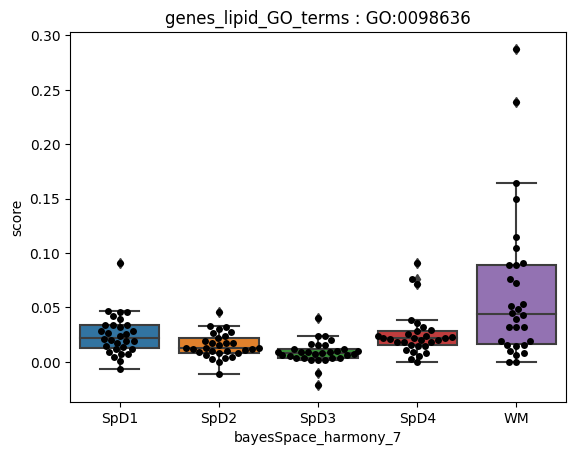 genes_lipid_GO_terms : GO:0098636
0.30
0.25
0.20
0.15
0.10
0.05
0.00
score
SpD1 SpD2 SpD3 SpD4 WM
bayesSpace_harmony_7